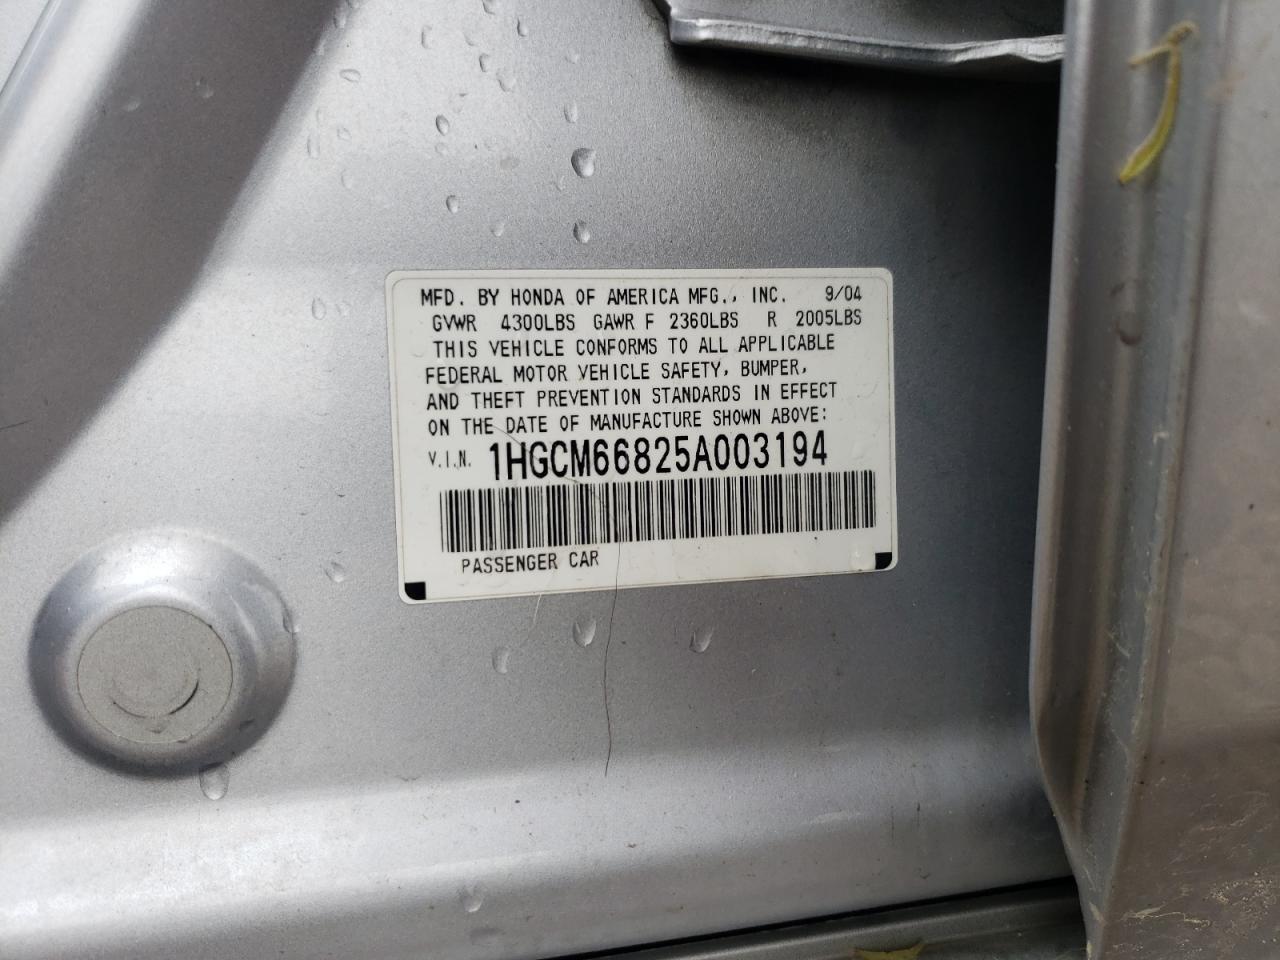 MFD. BY HONDA OF AMERICA MFG., INC. 9/04
GVWR 4300LBS GAWR F 2360LBS R 2005LBS
THIS VEHICLE CONFORMS TO ALL APPLICABLE
FEDERAL MOTOR VEHICLE SAFETY, BUMPER,
AND THEFT PREVENTION STANDARDS IN EFFECT
ON THE DATE OF MANUFACTURE SHOWN ABOVE:
V.I.N. 1HGCM66825A003194
PASSENGER CAR